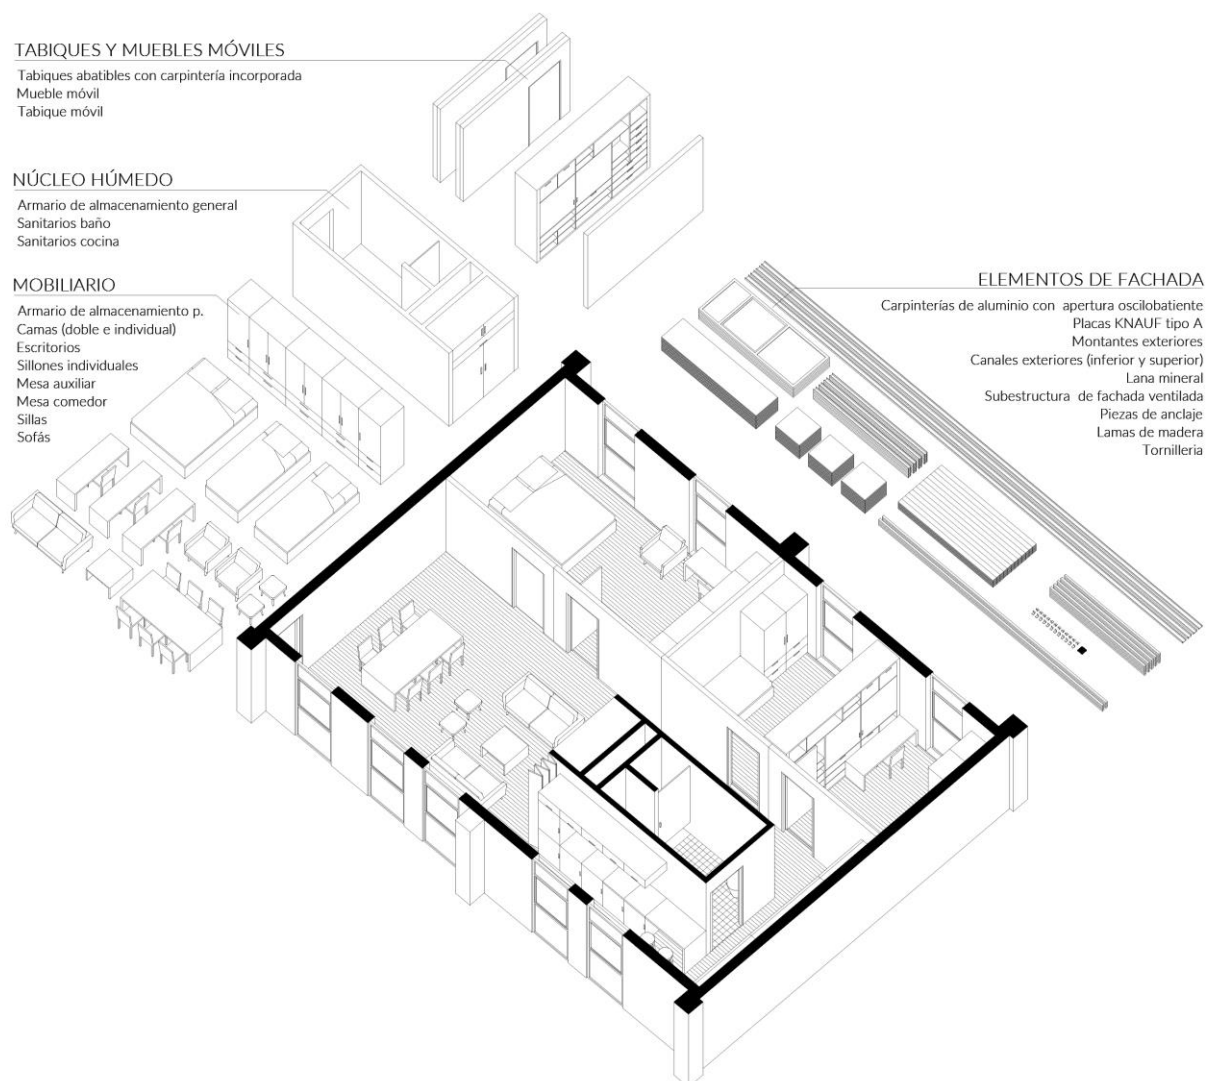 TABIQUES Y MUEBLES MÓVILES
Tabiques abatibles con carpintería incorporada
Mueble móvil
Tabique móvil
NÚCLEO HÚMEDO
Armario de almacenamiento general
Sanitarios baño
Sanitarios cocina
MOBILIARIO
Armario de almacenamiento p.
Camas (doble e individual)
Escritorios
Sillones individuales
Mesa auxiliar
Mesa comedor
Sillas
Sofás
ELEMENTOS DE FACHADA
Carpinterías de aluminio con apertura oscilobatiente
Placas KNAUF tipo A
Montantes exteriores
Canales exteriores (inferior y superior)
Lana mineral
Subestructura de fachada ventilada
Piezas de anclaje
Lamas de madera
Tornilleria